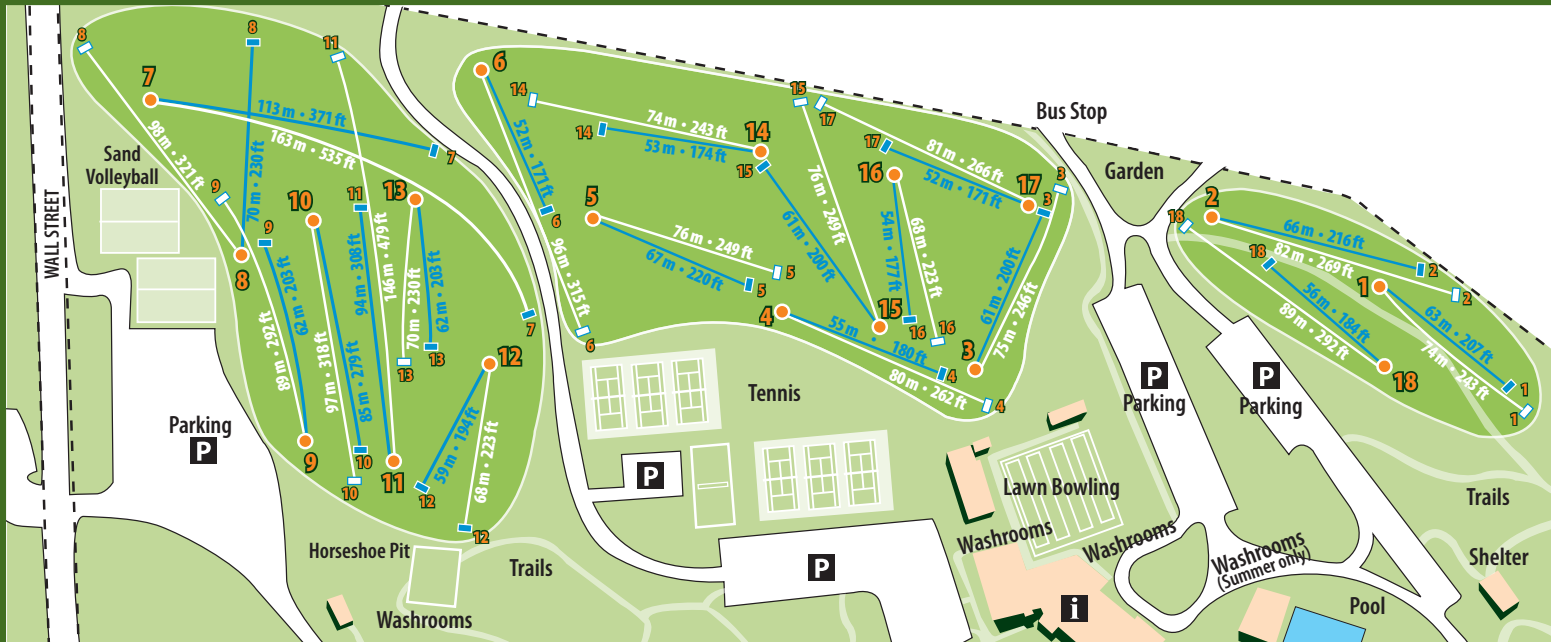 WALL STREET
8
7
8
11
113 m • 371 ft
163 m • 535 ft
7
98 m • 321 ft
70 m • 230 ft
Sand
Volleyball
9
10
11
13
9
8
62 m • 203 ft
94 m • 308 ft
146 m • 479 ft
70 m • 230 ft
62 m • 203 ft
7
13
13
12
89 m • 292 ft
97 m • 318 ft
85 m • 279 ft
9
10
10
11
59 m • 194 ft
68 m • 223 ft
12
12
Parking
P
Horseshoe Pit
Trails
Washrooms
6
14
52 m • 171 ft
14
74 m • 243 ft
53 m • 174 ft
14
15
15
17
6
5
96 m • 315 ft
6
76 m • 249 ft
67 m • 220 ft
5
5
61 m • 200 ft
76 m • 249 ft
17
81 m • 266 ft
52 m • 171 ft
16
17
3
3
54 m • 177 ft
68 m • 223 ft
61 m • 200 ft
75 m • 246 ft
4
15
16
16
55 m •
180 ft
80 m • 262 ft
4
4
3
Bus Stop
Garden
2
18
66 m • 216 ft
82 m • 269 ft
2
2
18
1
56 m • 184 ft
89 m • 292 ft
63 m • 207 ft
74 m • 243 ft
18
1
1
Tennis
P
P
P
Parking
P
Parking
Lawn Bowling
Washrooms
Washrooms
Washrooms
(Summer only)
i
Trails
Shelter
Pool